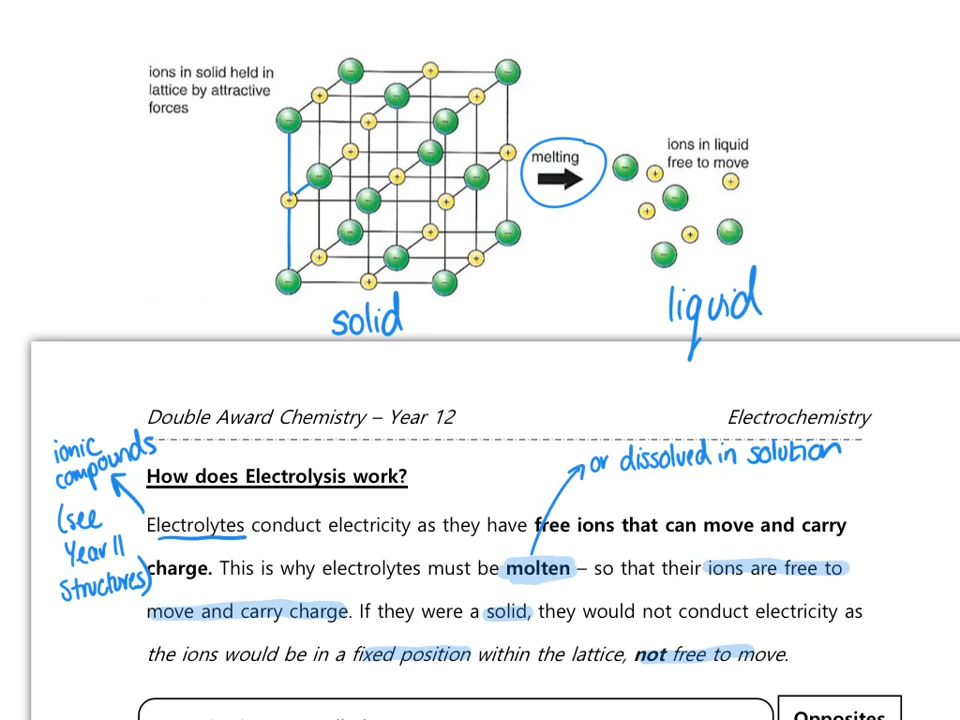 ions in solid held in
lattice by attractive
forces
melting
ions in liquid
free to move
solid
liquid
Double Award Chemistry – Year 12 Electrochemistry
ionic
compounds
(see
Year 11
structures)
or dissolved in solution
How does Electrolysis work?
Electrolytes conduct electricity as they have free ions that can move and carry
charge. This is why electrolytes must be molten – so that their ions are free to
move and carry charge. If they were a solid, they would not conduct electricity as
the ions would be in a fixed position within the lattice, not free to move.
Opposites